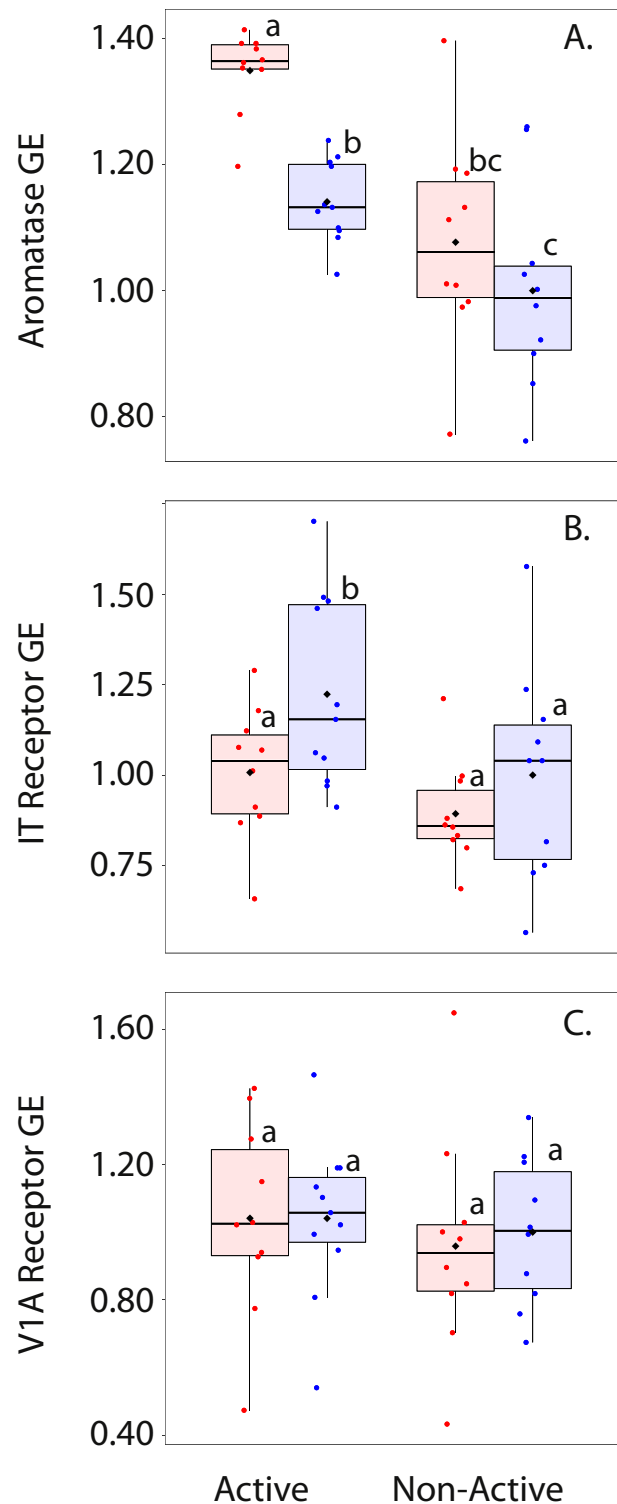 Aromatase GE
1.40
1.20
1.00
0.80
A.
a
b
bc
c
IT Receptor GE
1.50
1.25
1.00
0.75
B.
a
b
a
a
V1A Receptor GE
1.60
1.20
0.80
0.40
C.
a
a
a
a
Active
Non-Active